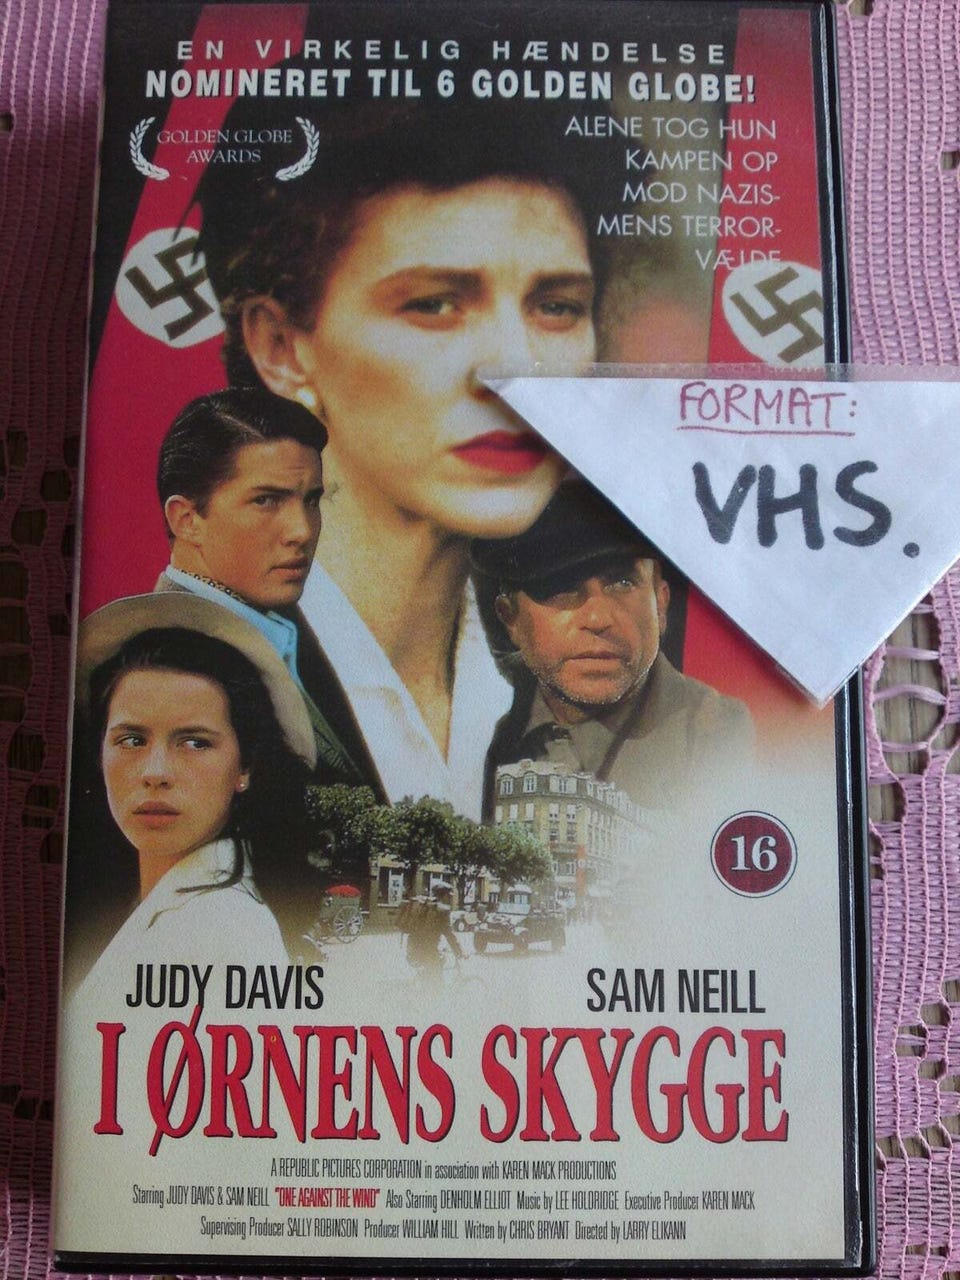 EN VIRKELIG HÆNDELSE
NOMINERET TIL 6 GOLDEN GLOBE!
GOLDEN GLOBE
AWARDS
ALENE TOG HUN
KAMPEN OP
MOD NAZIS-
MENS TERROR-
VÆLDE
FORMAT:
VHS.
16
JUDY DAVIS
SAM NEILL
I ØRNENS SKYGGE
A REPUBLIC PICTURES CORPORATION in association with KAREN MACK PRODUCTIONS
Starring JUDY DAVIS & SAM NEILL "ONE AGAINST THE WIND" Also Starring DENHOLM ELLIOT Music by LEE HOLDRIDGE Executive Producer KAREN MACK
Supervising Producer SALLY ROBINSON Producer WILLIAM HILL Written by CHRIS BRYANT Directed by LARRY ELIKANN